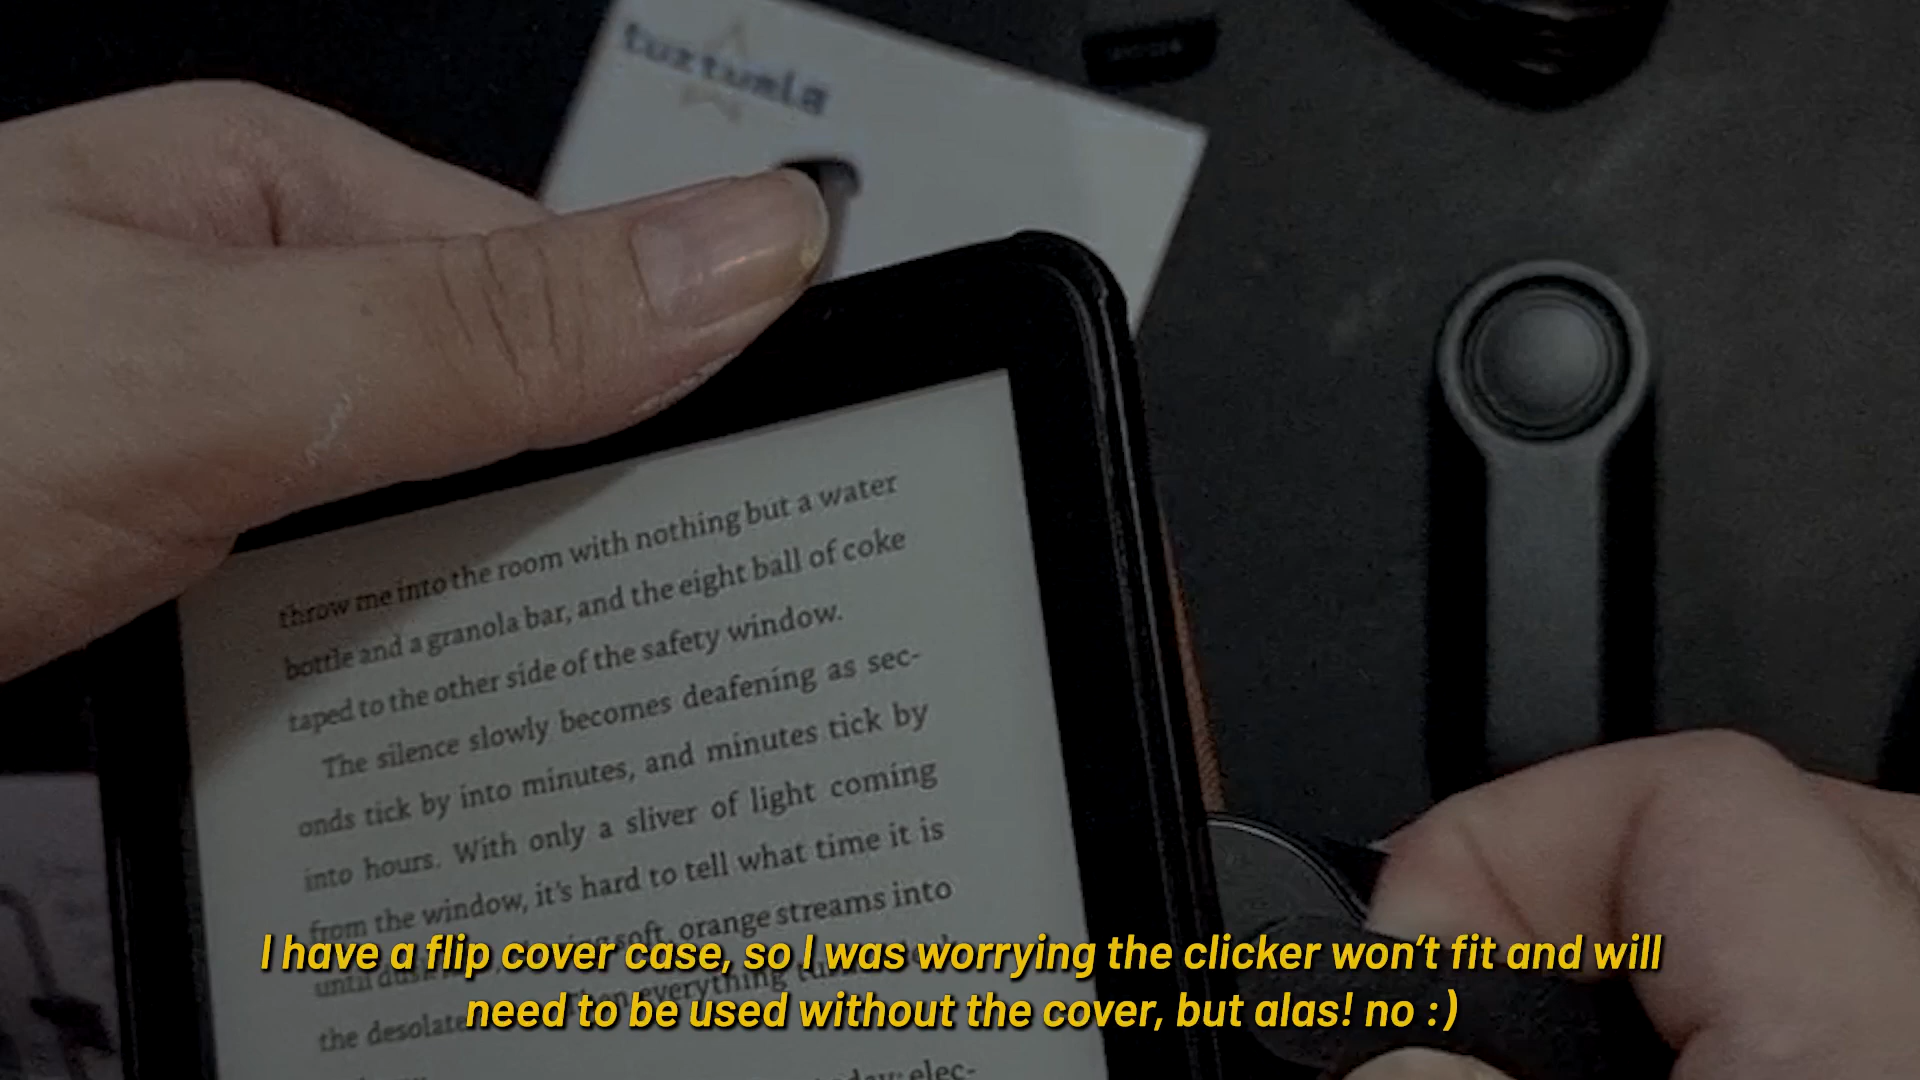 tuztumla
throw me into the room with nothing but a water
bottle and a granola bar, and the eight ball of coke
taped to the other side of the safety window.
The silence slowly becomes deafening as sec-
onds tick by into minutes, and minutes tick by
into hours. With only a sliver of light coming
from the window, it's hard to tell what time it is
soft, orange streams into
I have a flip cover case, so I was worrying the clicker won't fit and will
everything
need to be used without the cover, but alas! no :)
the desolate
elec-